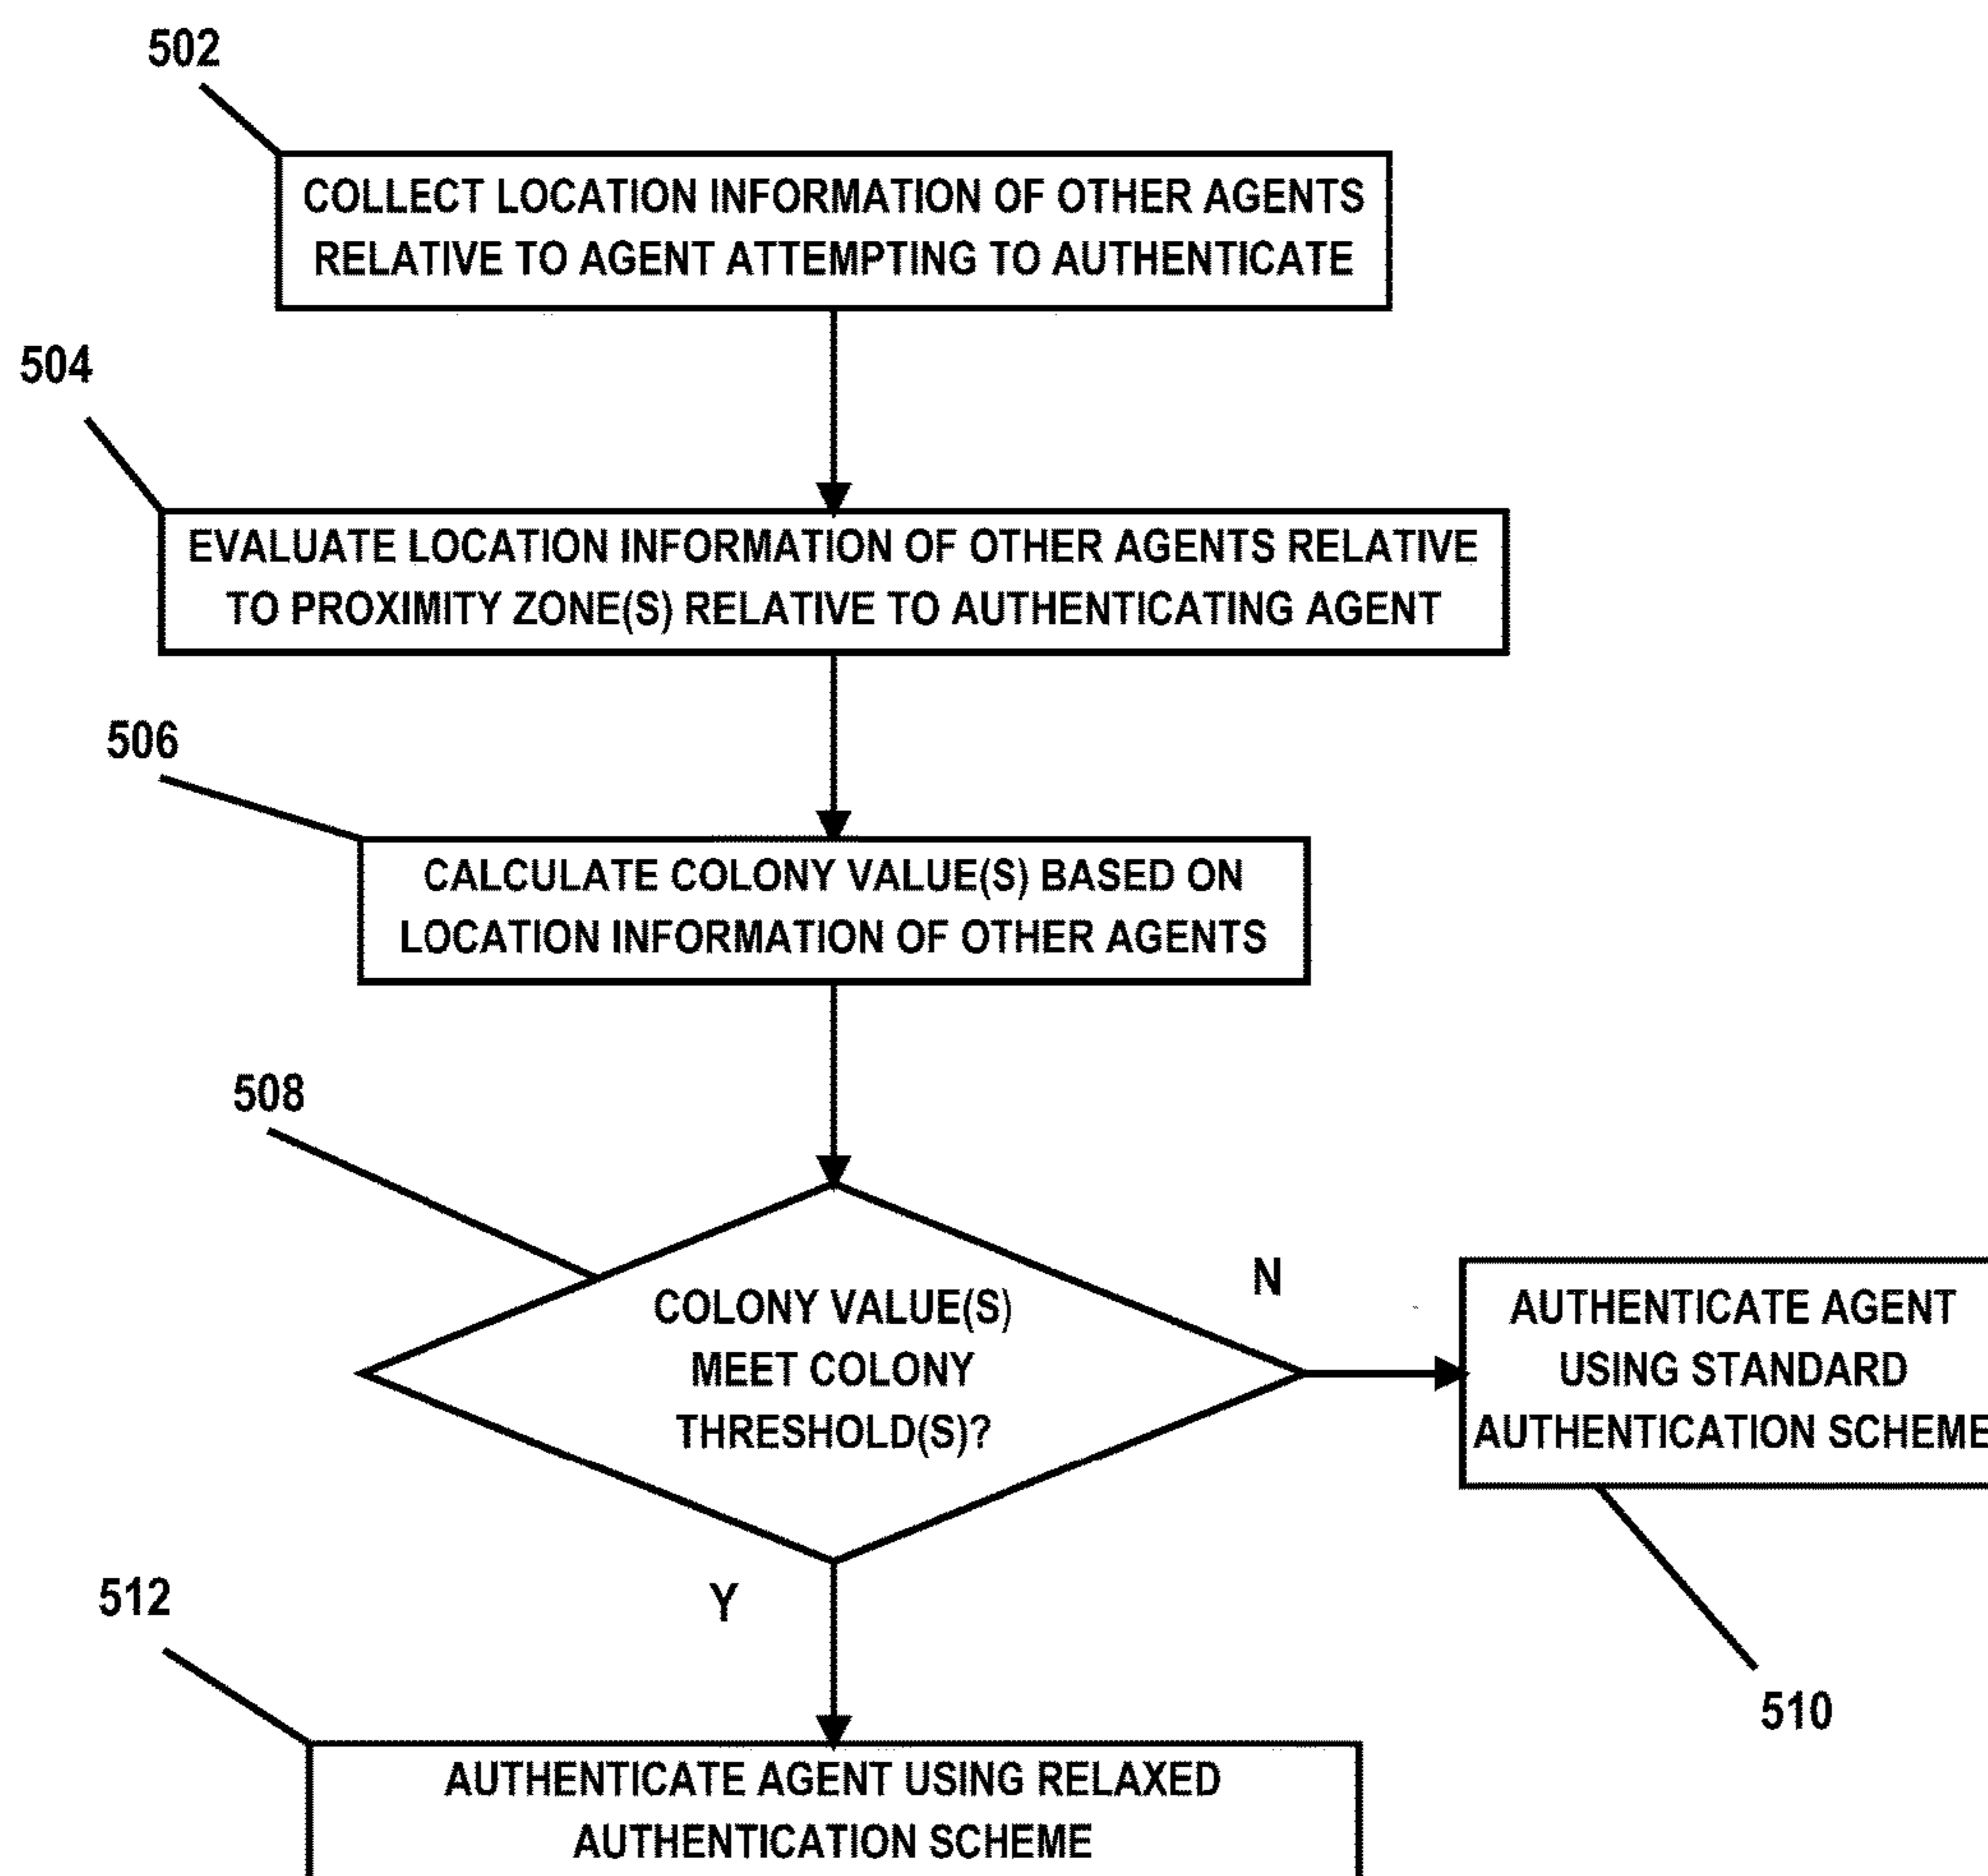 502
COLLECT LOCATION INFORMATION OF OTHER AGENTS
RELATIVE TO AGENT ATTEMPTING TO AUTHENTICATE
504
EVALUATE LOCATION INFORMATION OF OTHER AGENTS RELATIVE
TO PROXIMITY ZONE(S) RELATIVE TO AUTHENTICATING AGENT
506
CALCULATE COLONY VALUE(S) BASED ON
LOCATION INFORMATION OF OTHER AGENTS
508
COLONY VALUE(S)
MEET COLONY
THRESHOLD(S)?
N
AUTHENTICATE AGENT
USING STANDARD
AUTHENTICATION SCHEME
510
Y
512
AUTHENTICATE AGENT USING RELAXED
AUTHENTICATION SCHEME